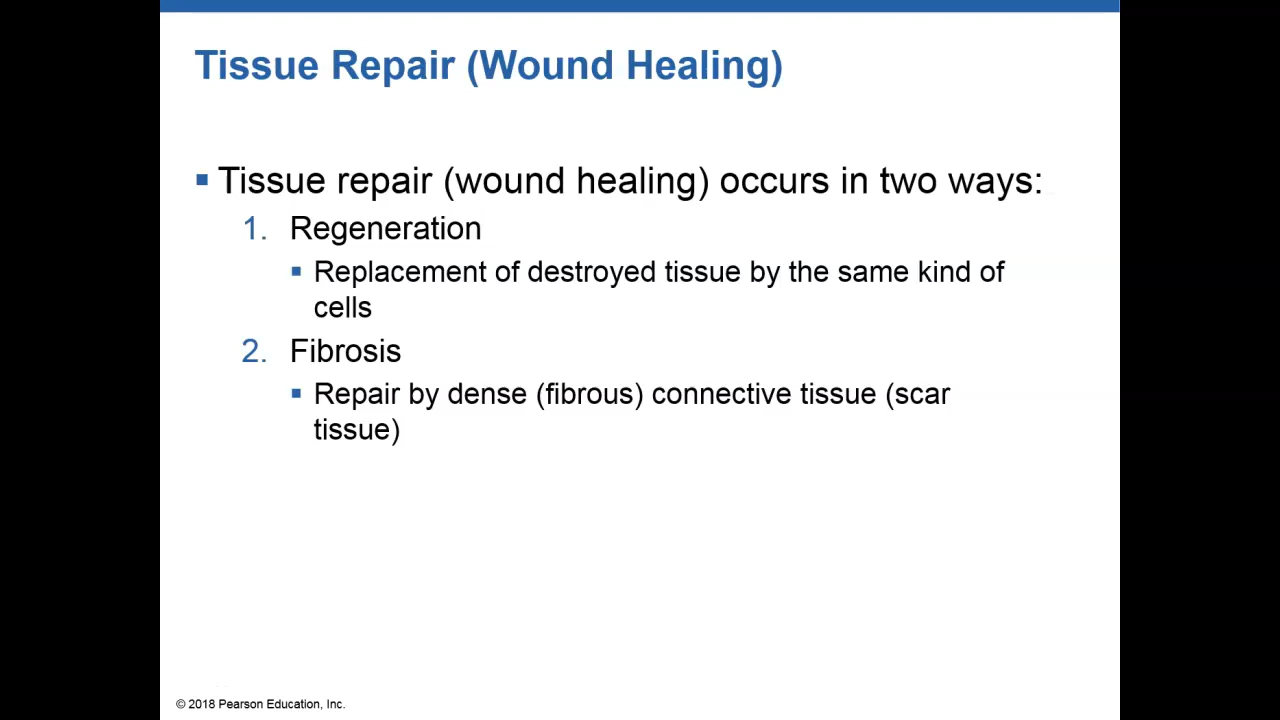 Tissue Repair (Wound Healing)
▪ Tissue repair (wound healing) occurs in two ways:
1. Regeneration
▪ Replacement of destroyed tissue by the same kind of
cells
2. Fibrosis
▪ Repair by dense (fibrous) connective tissue (scar
tissue)
© 2018 Pearson Education, Inc.